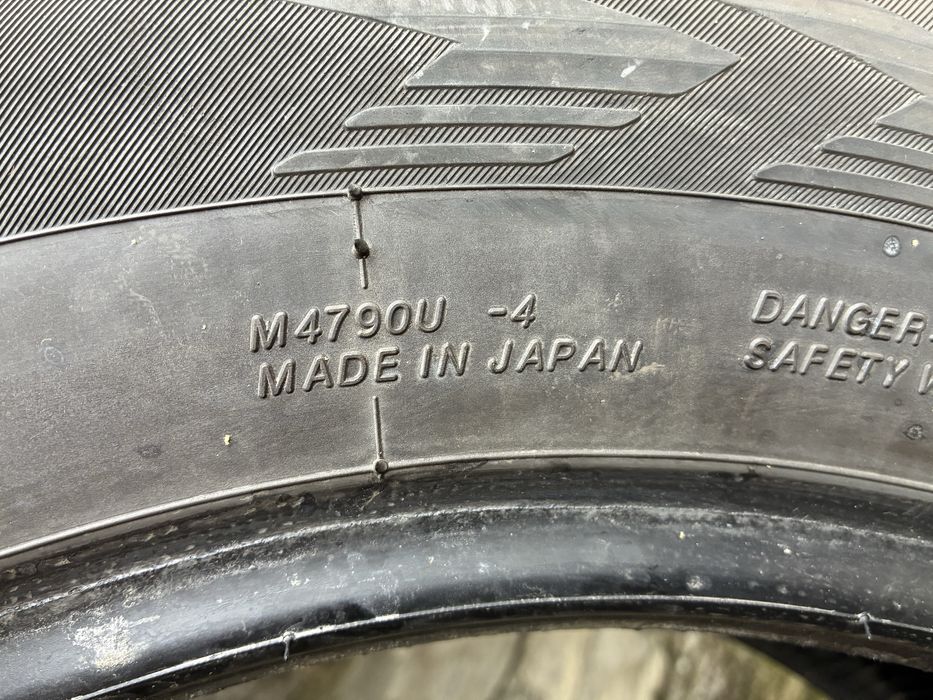 M4790U -4
MADE IN JAPAN
DANGER-
SAFETY